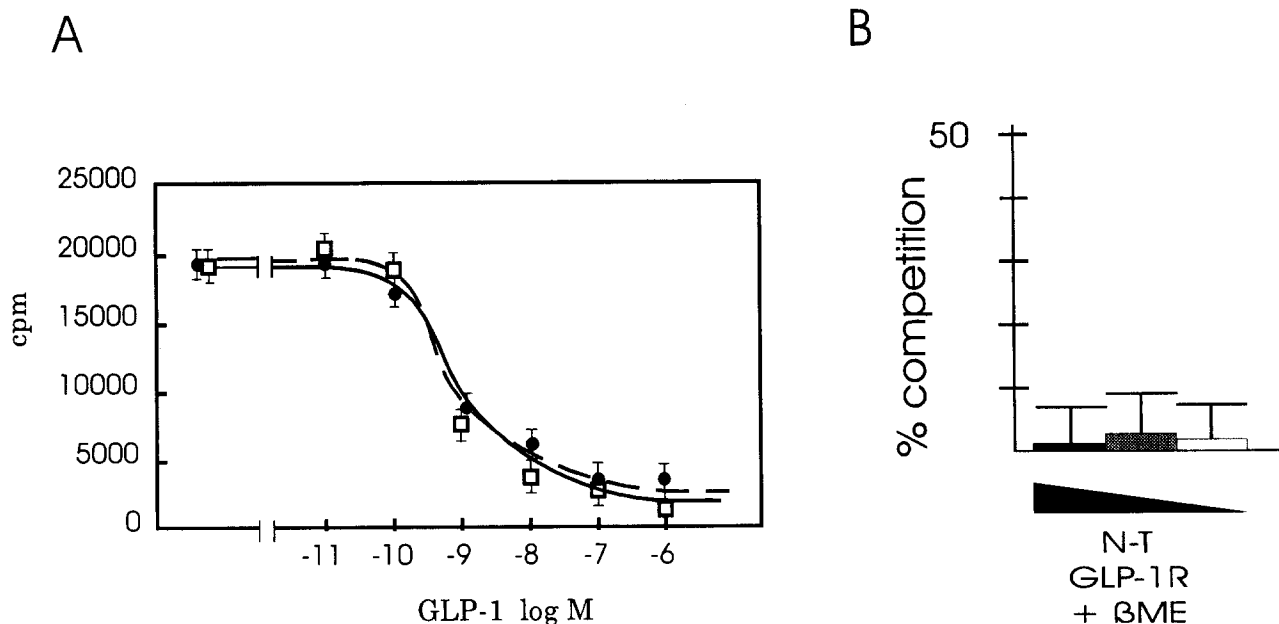 A
25000
20000
15000
10000
5000
0
cpm
-11 -10 -9 -8 -7 -6
GLP-1 log M
B
50
% competition
N-T
GLP-1R
+ βME